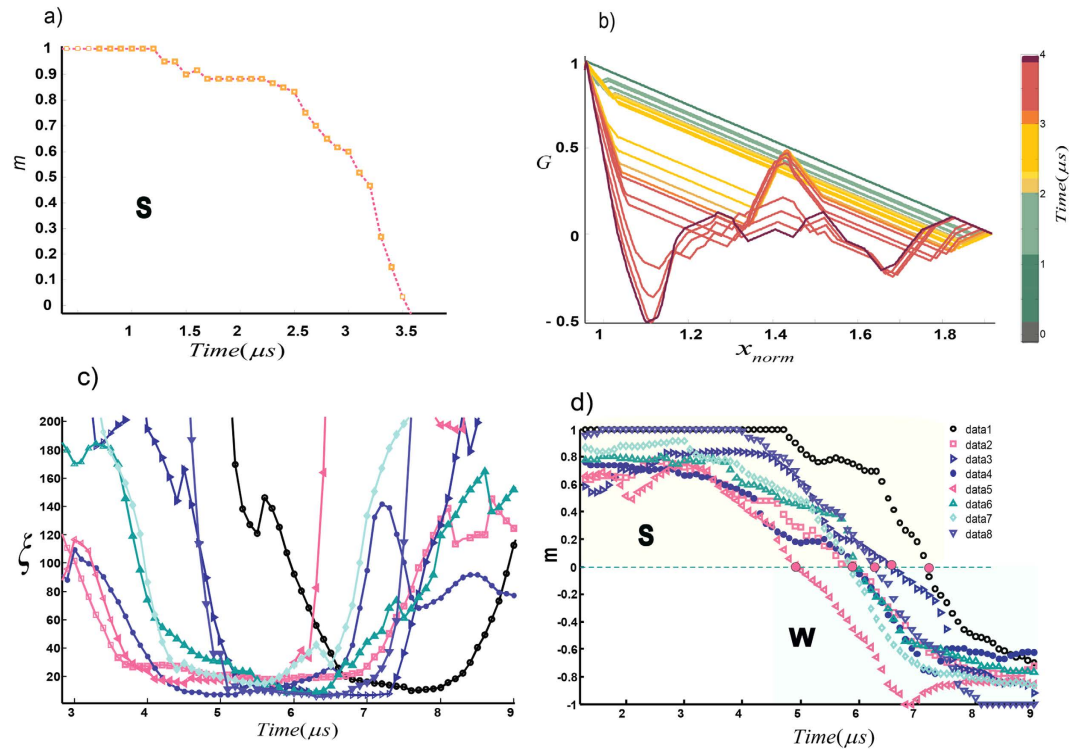 a)
1
0.9
0.8
0.75
0.6
0.5
0.4
0.3
0.2
0.1
0
m
S
1
1.5
2
2.5
3
3.5
Time(μs)
b)
1
0.5
0
- 0.5
G
1
1.2
1.4
1.6
1.8
x norm
4
3
2
1
0
Time(μs)
c)
200
180
160
140
120
100
80
60
40
20
ξ
3
4
5
6
7
8
9
Time(μs)
d)
1
0.8
0.6
0.4
0.2
0
-0.2
-0.4
-0.6
-0.8
-1
m
S
W
2
3
4
5
6
7
8
9
Time(μs)
data1
data2
data3
data4
data5
data6
data7
data8